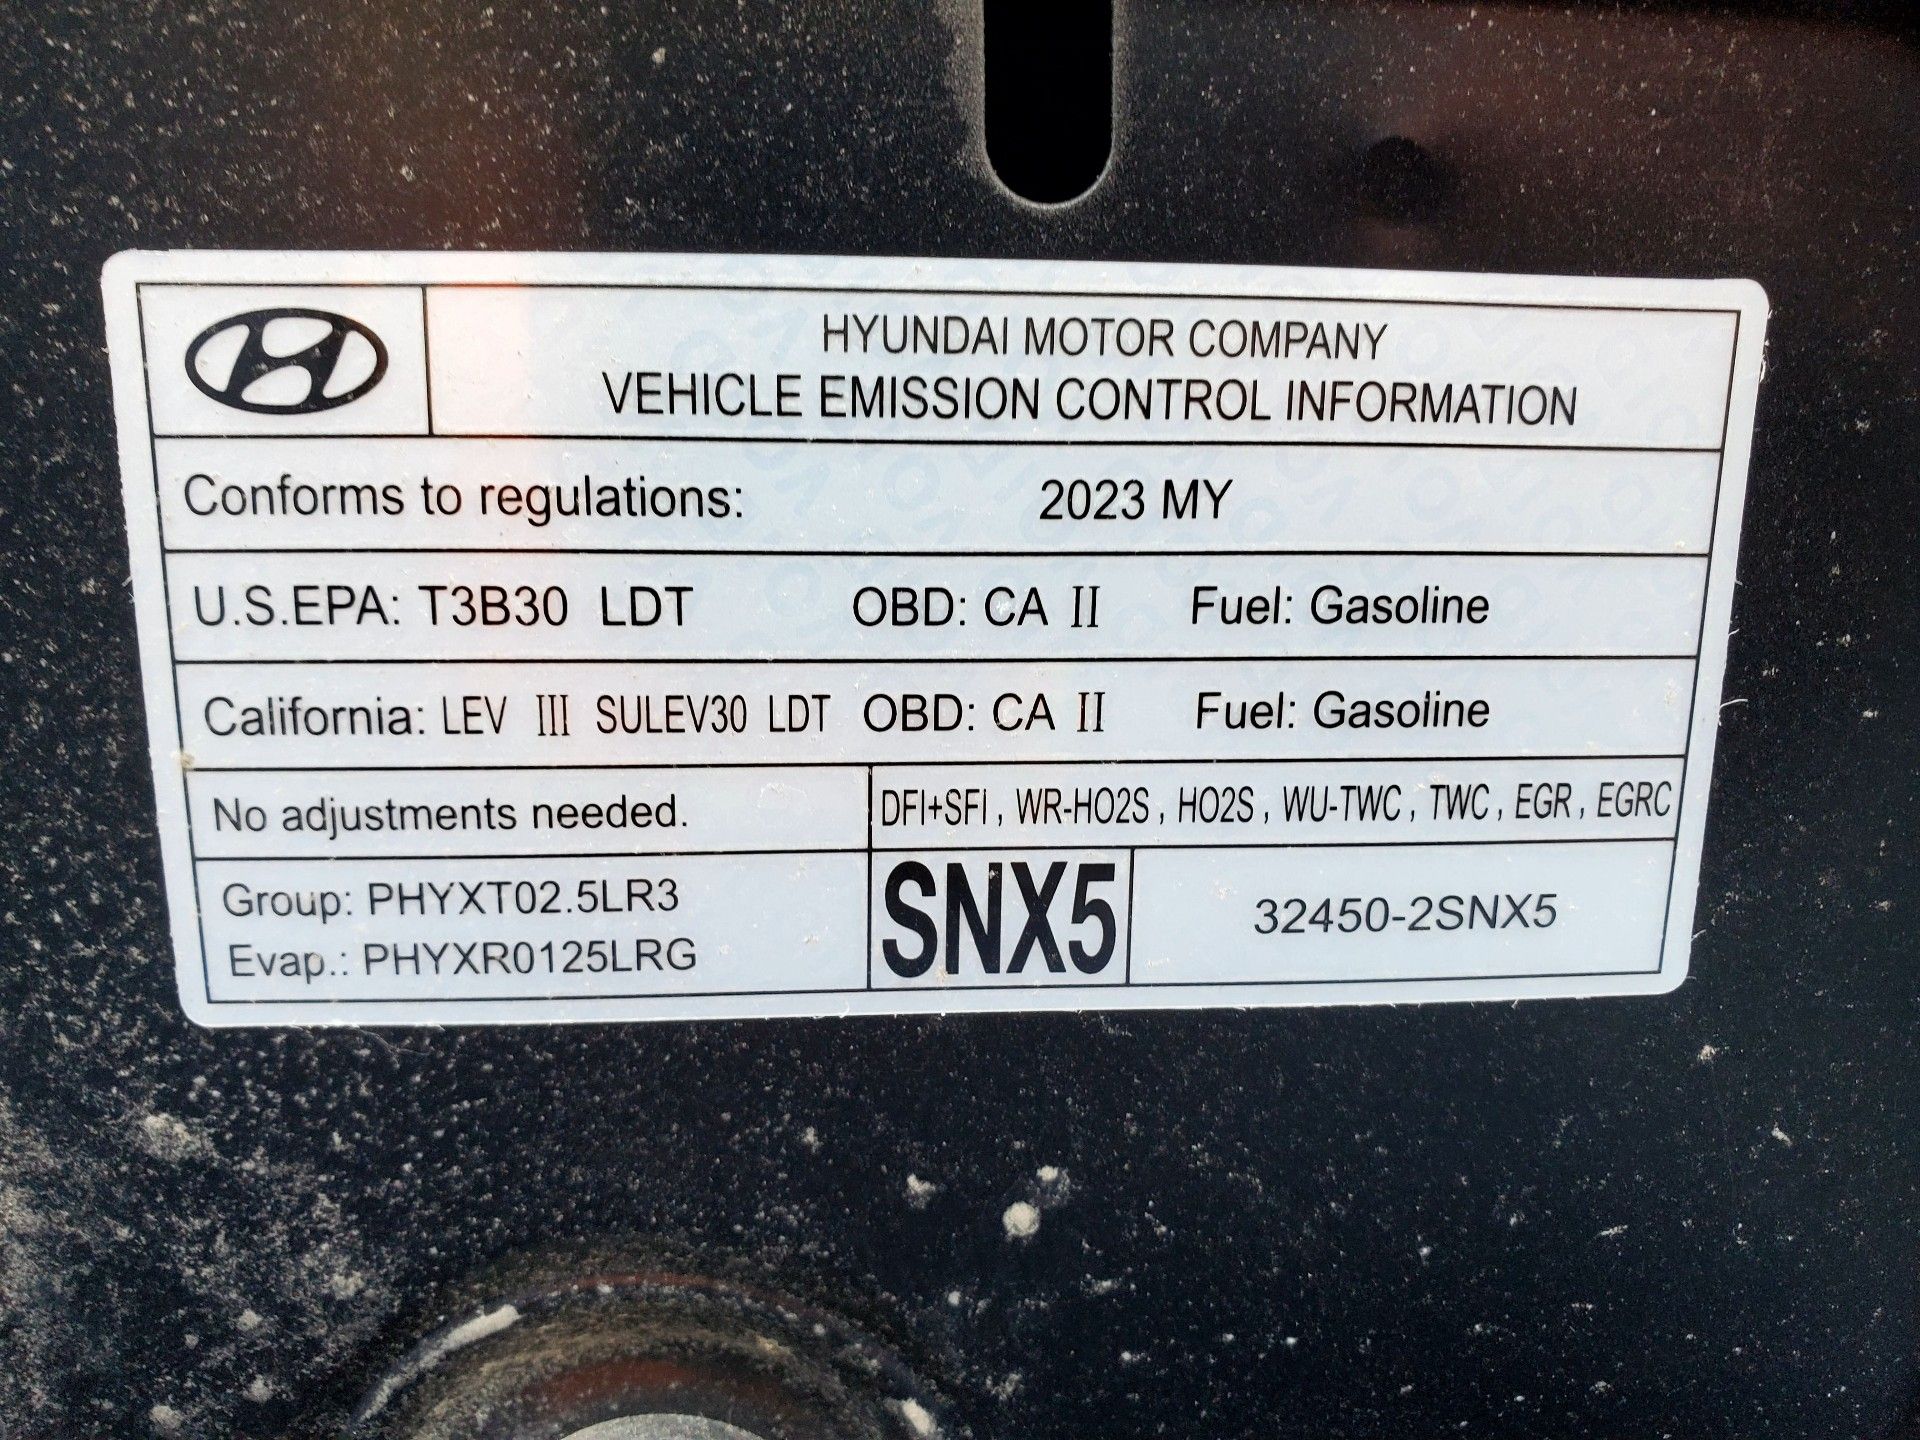 HYUNDAI MOTOR COMPANY
VEHICLE EMISSION CONTROL INFORMATION
Conforms to regulations: 2023 MY
U.S.EPA: T3B30 LDT OBD: CA II Fuel: Gasoline
California: LEV III SULEV30 LDT OBD: CA II Fuel: Gasoline
No adjustments needed. DFI+SFI , WR-HO2S , HO2S , WU-TWC , TWC , EGR , EGRC
Group: PHYXT02.5LR3
Evap.: PHYXR0125LRG
SNX5
32450-2SNX5